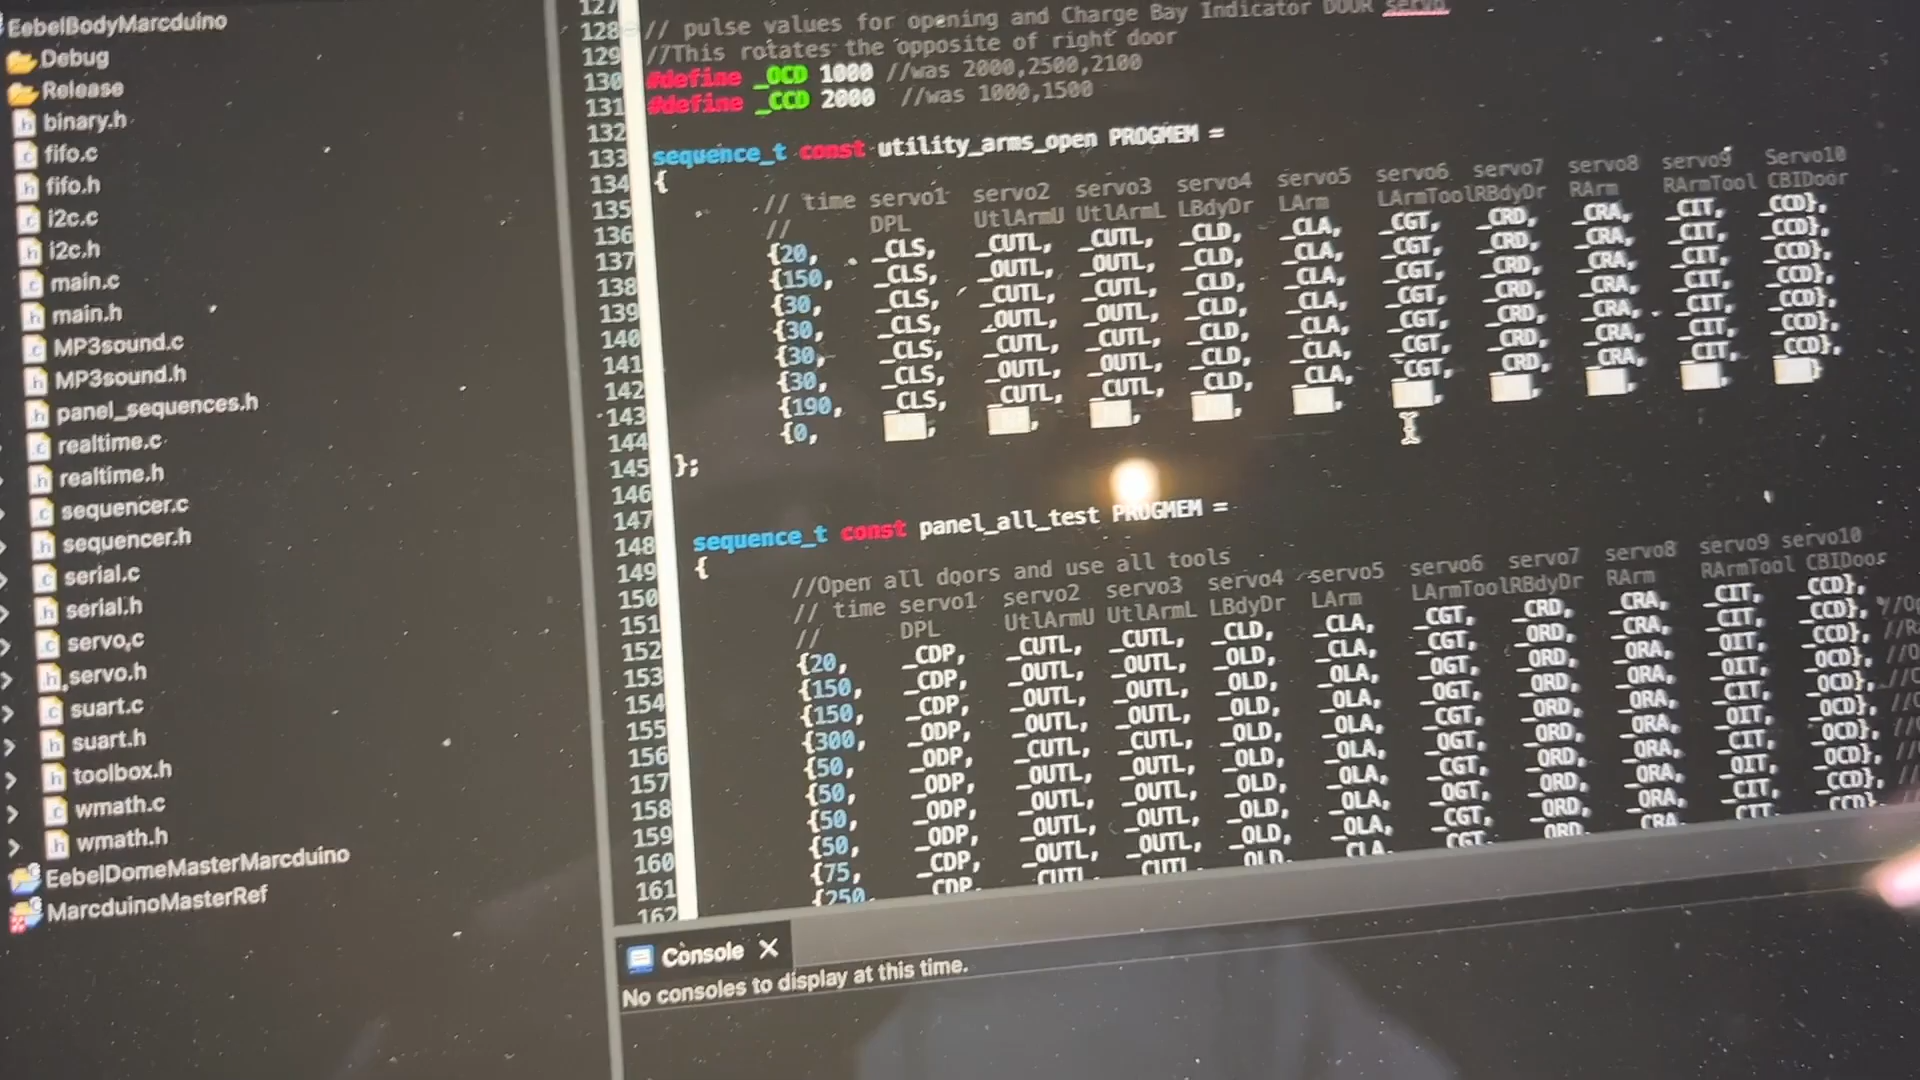 EebelBodyMarcduino
Debug
Release
binary.h
fifo.c
fifo.h
i2c.c
i2c.h
main.c
main.h
MP3sound.c
MP3sound.h
panel_sequences.h
realtime.c
realtime.h
sequencer.c
sequencer.h
serial.c
serial.h
servo.c
servo.h
suart.c
suart.h
toolbox.h
wmath.c
wmath.h
EebelDomeMasterMarcduino
MarcduinoMasterRef
127
128 // pulse values for opening and Charge Bay Indicator DOOR servo
129 //This rotates the opposite of right door
130 #define _OCD 1000 //was 2000,2500,2100
131 #define _CCD 2000 //was 1000,1500
132
133 sequence_t const utility_arms_open PROGMEM =
134 {
135 // time servo1 servo2 servo3 servo4 servo5 servo6 servo7 servo8 servo9 Servo10
136 // DPL UtlArmU UtlArmL LBdyDr LArm LArmToolRBdyDr RArm RArmTool CBIDoor
137 {20, _CLS, _CUTL, _CUTL, _CLD, _CLA, _CGT, _CRD, _CRA, _CIT, _CCD},
138 {150, _CLS, _OUTL, _OUTL, _CLD, _CLA, _CGT, _CRD, _CRA, _CIT, _CCD},
139 {30, _CLS, _CUTL, _CUTL, _CLD, _CLA, _CGT, _CRD, _CRA, _CIT, _CCD},
140 {30, _CLS, _OUTL, _OUTL, _CLD, _CLA, _CGT, _CRD, _CRA, _CIT, _CCD},
141 {30, _CLS, _CUTL, _CUTL, _CLD, _CLA, _CGT, _CRD, _CRA, _CIT, _CCD},
142 {30, _CLS, _OUTL, _OUTL, _CLD, _CLA, _CGT, _CRD, _CRA, _CIT, _CCD},
143 {190, _CLS, _CUTL, _CUTL, _CLD, _CLA, _CGT, _CRD, _CRA, _CIT, _CCD},
144 {0,
145 };
146
147
148 sequence_t const panel_all_test PROGMEM =
149 {
150 //Open all doors and use all tools
151 // time servo1 servo2 servo3 servo4 servo5 servo6 servo7 servo8 servo9 servo10
152 // DPL UtlArmU UtlArmL LBdyDr LArm LArmToolRBdyDr RArm RArmTool CBIDoor
153 {20, _CDP, _CUTL, _CUTL, _CLD, _CLA, _CGT, _CRD, _CRA, _CIT, _CCD},
154 {150, _CDP, _OUTL, _OUTL, _OLD, _CLA, _CGT, _ORD, _CRA, _CIT, _CCD},
155 {150, _CDP, _OUTL, _OUTL, _OLD, _OLA, _OGT, _ORD, _ORA, _OIT, _OCD},
156 {300, _ODP, _OUTL, _OUTL, _OLD, _OLA, _OGT, _ORD, _ORA, _CIT, _OCD},
157 {50, _ODP, _CUTL, _CUTL, _OLD, _OLA, _CGT, _ORD, _ORA, _OIT, _OCD},
158 {50, _ODP, _OUTL, _OUTL, _OLD, _OLA, _OGT, _ORD, _ORA, _CIT, _OCD},
159 {50, _ODP, _OUTL, _OUTL, _OLD, _OLA, _CGT, _ORD, _ORA, _OIT, _OCD},
160 {50, _ODP, _OUTL, _OUTL, _OLD, _OLA, _OGT, _ORD, _ORA, _CIT, _CCD},
161 {75, _CDP, _OUTL, _OUTL, _OLD, _OLA, _CGT, _ORD, _ORA, _OIT,
162 {250,
Console
No consoles to display at this time.